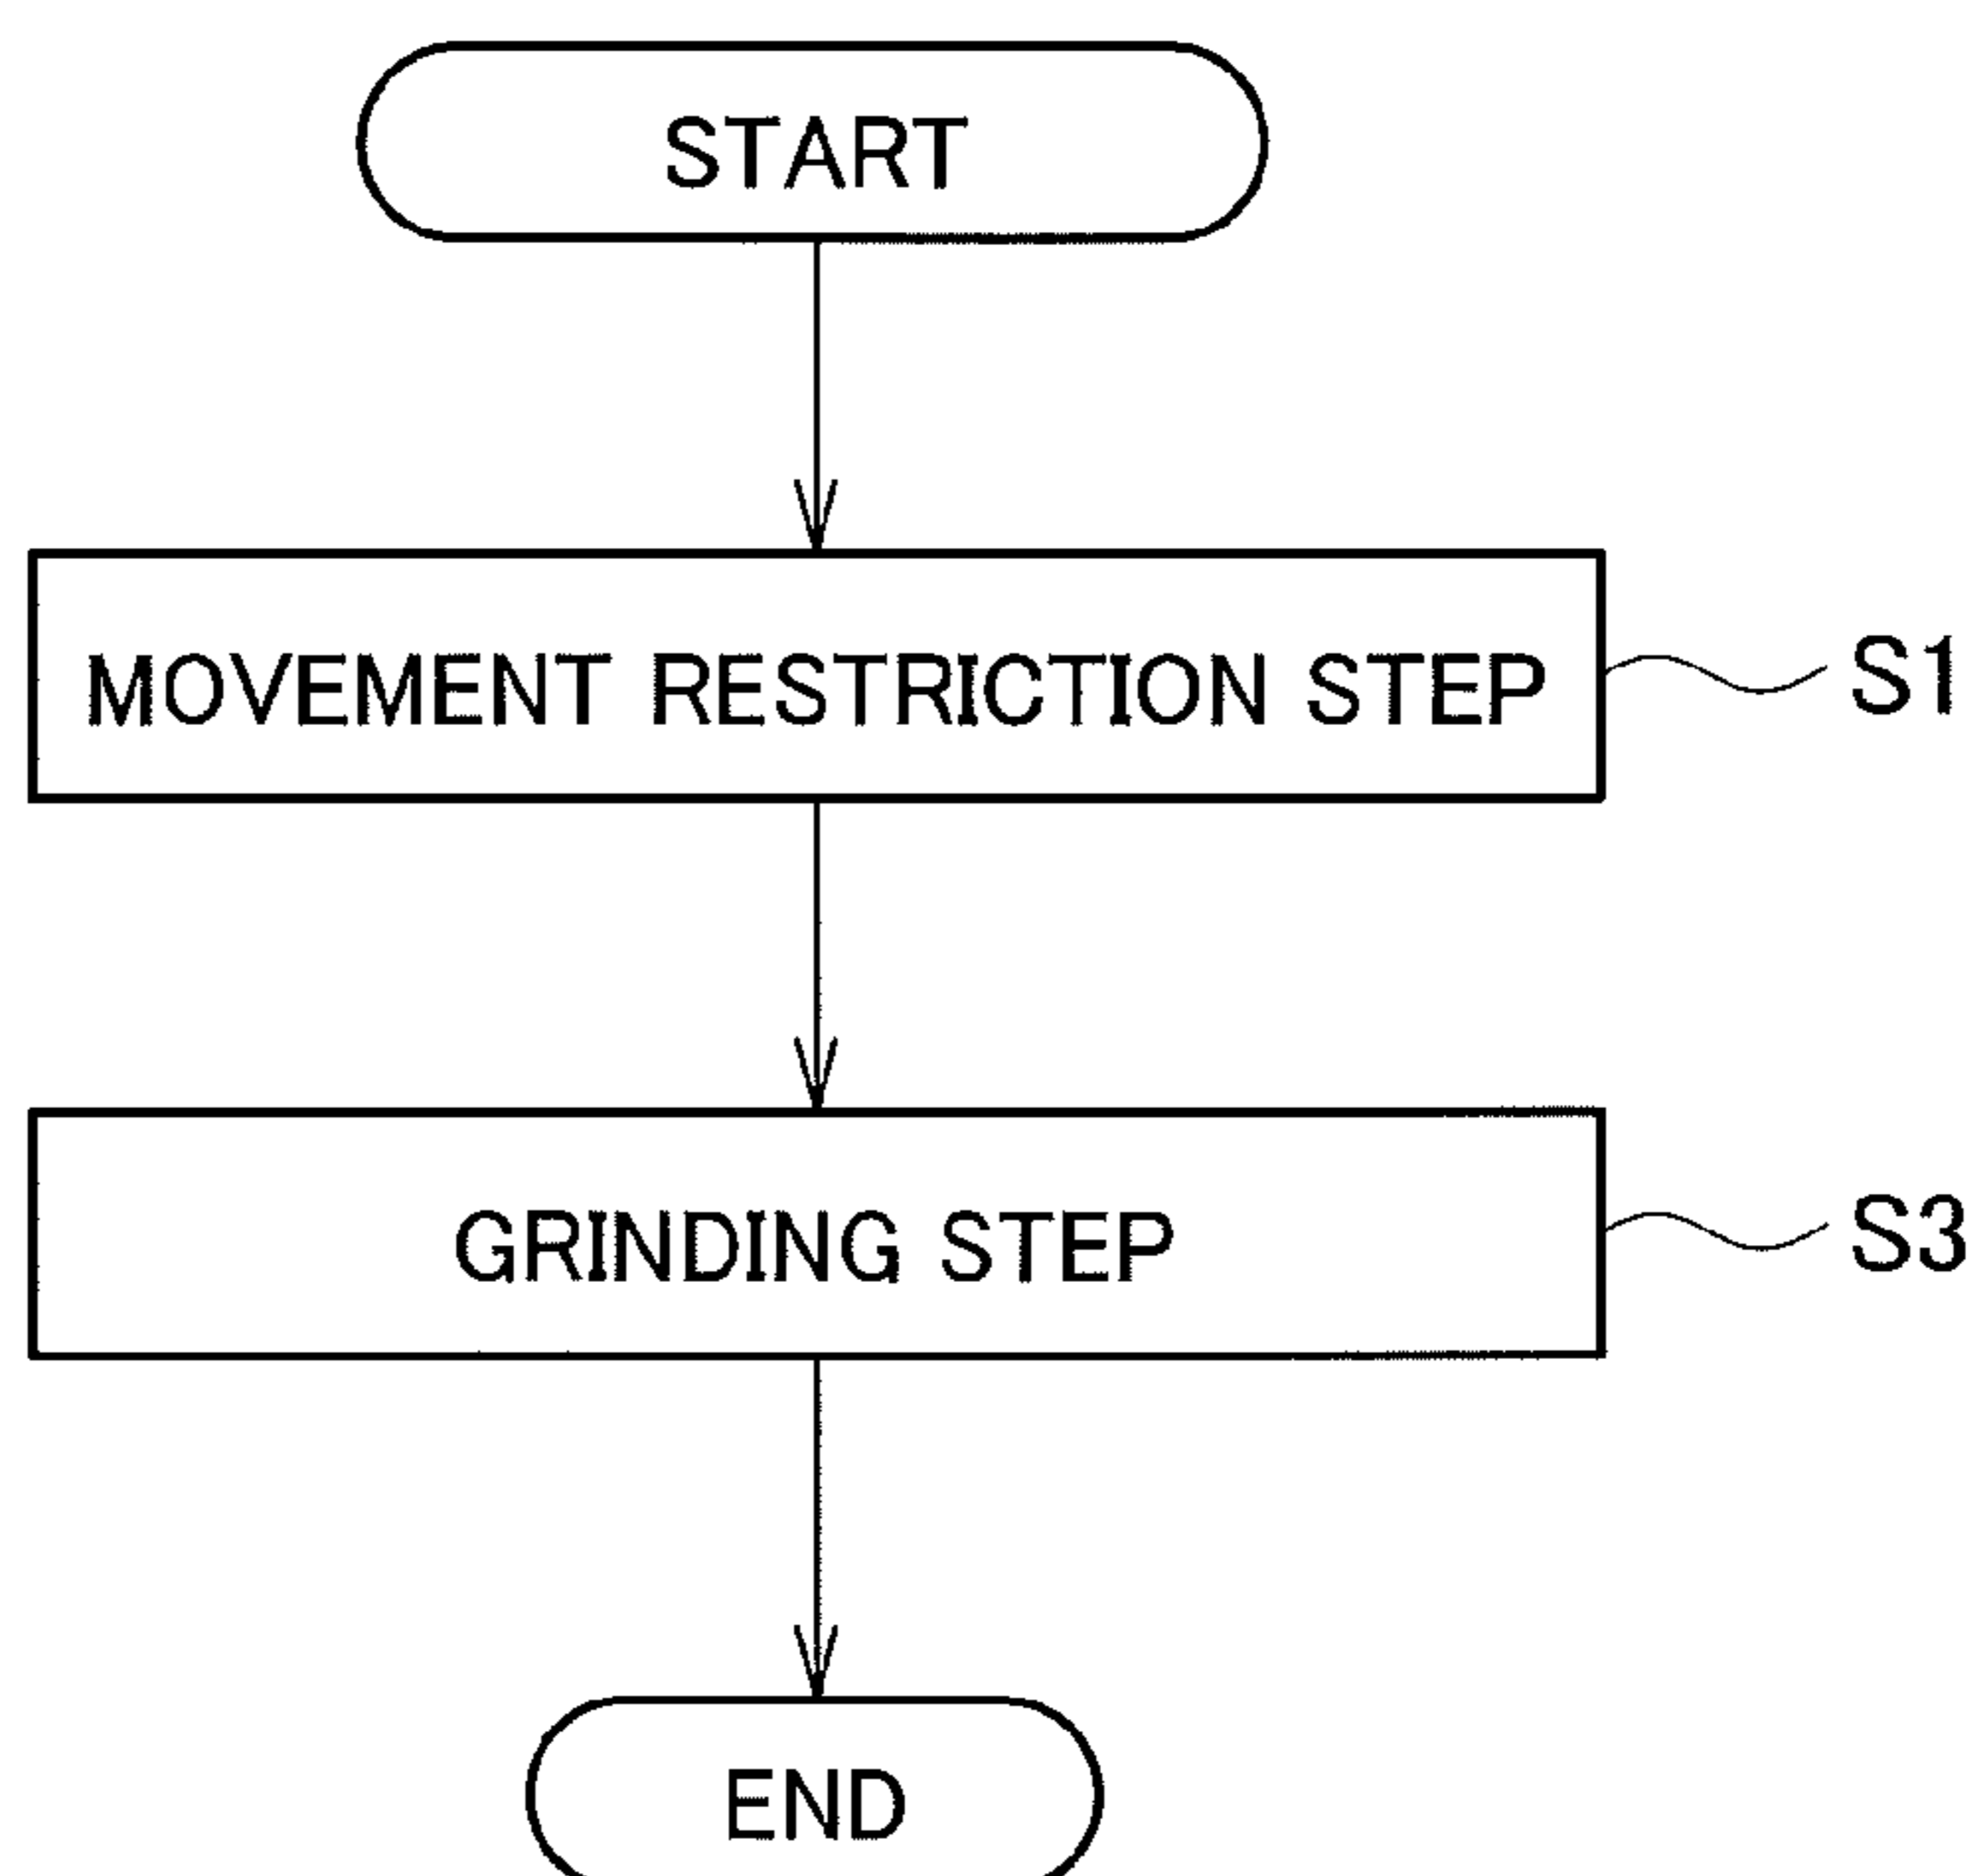 START
MOVEMENT RESTRICTION STEP
S1
GRINDING STEP
S3
END